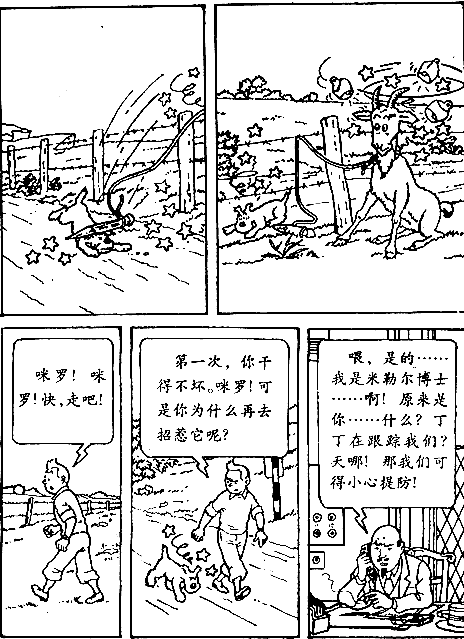 咪罗！咪
罗！快，走吧！
第一次，你干
得不坏。咪罗！可
是你为什么再去
招惹它呢？
喂，是的……
我是米勒尔博士
……啊！原来是
你……什么？丁
丁在跟踪我们？
天哪！那我们可
得小心提防！